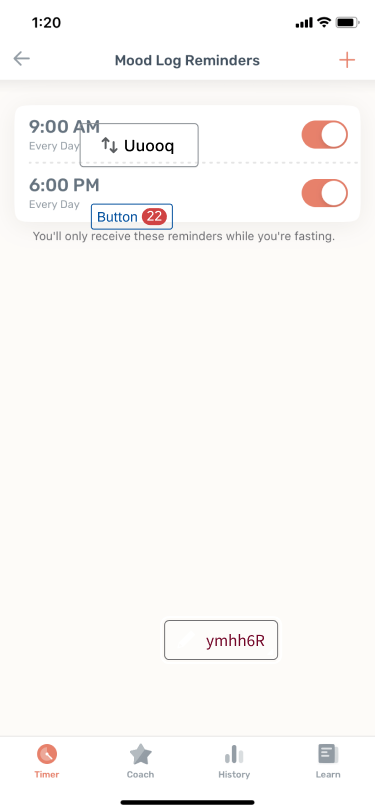 1:20
Mood Log Reminders
9:00 AM
Every Day
Uuooq
6:00 PM
Every Day
Button 22
You'll only receive these reminders while you're fasting.
ymhh6R
Timer Coach History Learn